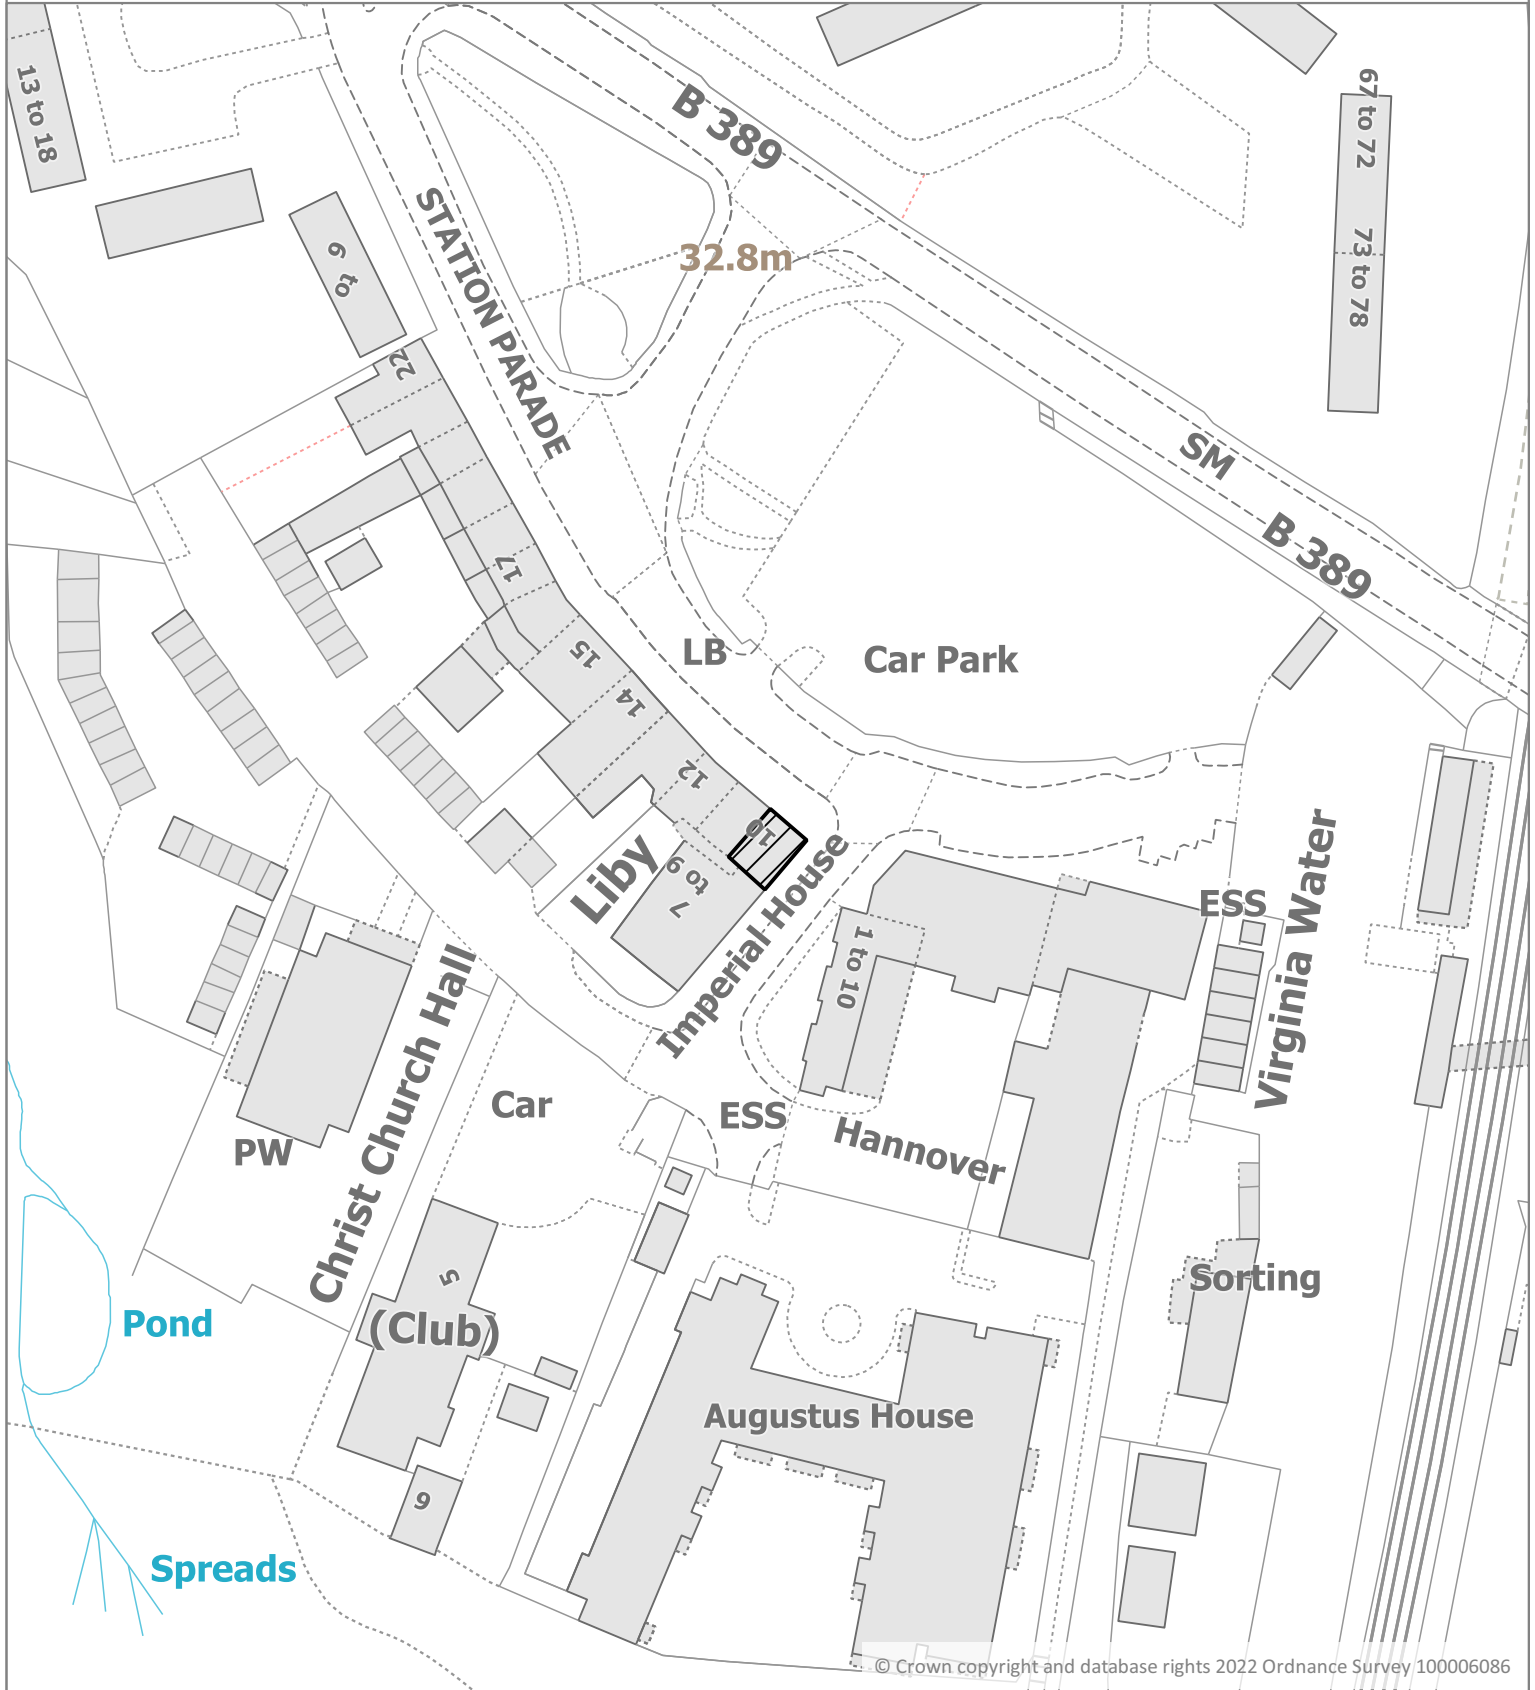 13 to 18
B 389
67 to 72
STATION PARADE
32.8m
6 to
73 to 78
22
SM
B 389
17
15
LB
Car Park
14
12
10
Liby
7 to 9
Imperial House
ESS
Virginia Water
1 to 10
Christ Church Hall
Car
ESS
PW
Hannover
5
Sorting
Pond
(Club)
Augustus House
Spreads
© Crown copyright and database rights 2022 Ordnance Survey 100006086